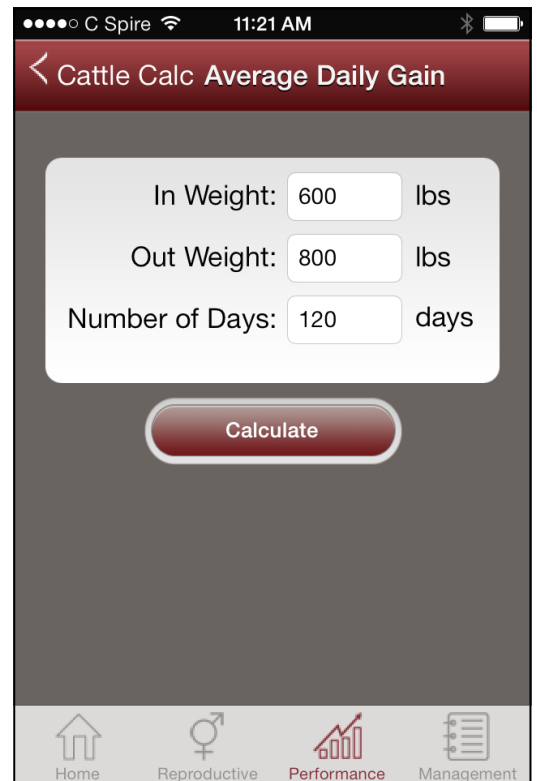 C Spire 11:21 AM
Cattle Calc Average Daily Gain
In Weight: 600 lbs
Out Weight: 800 lbs
Number of Days: 120 days
Calculate
Home Reproductive Performance Management